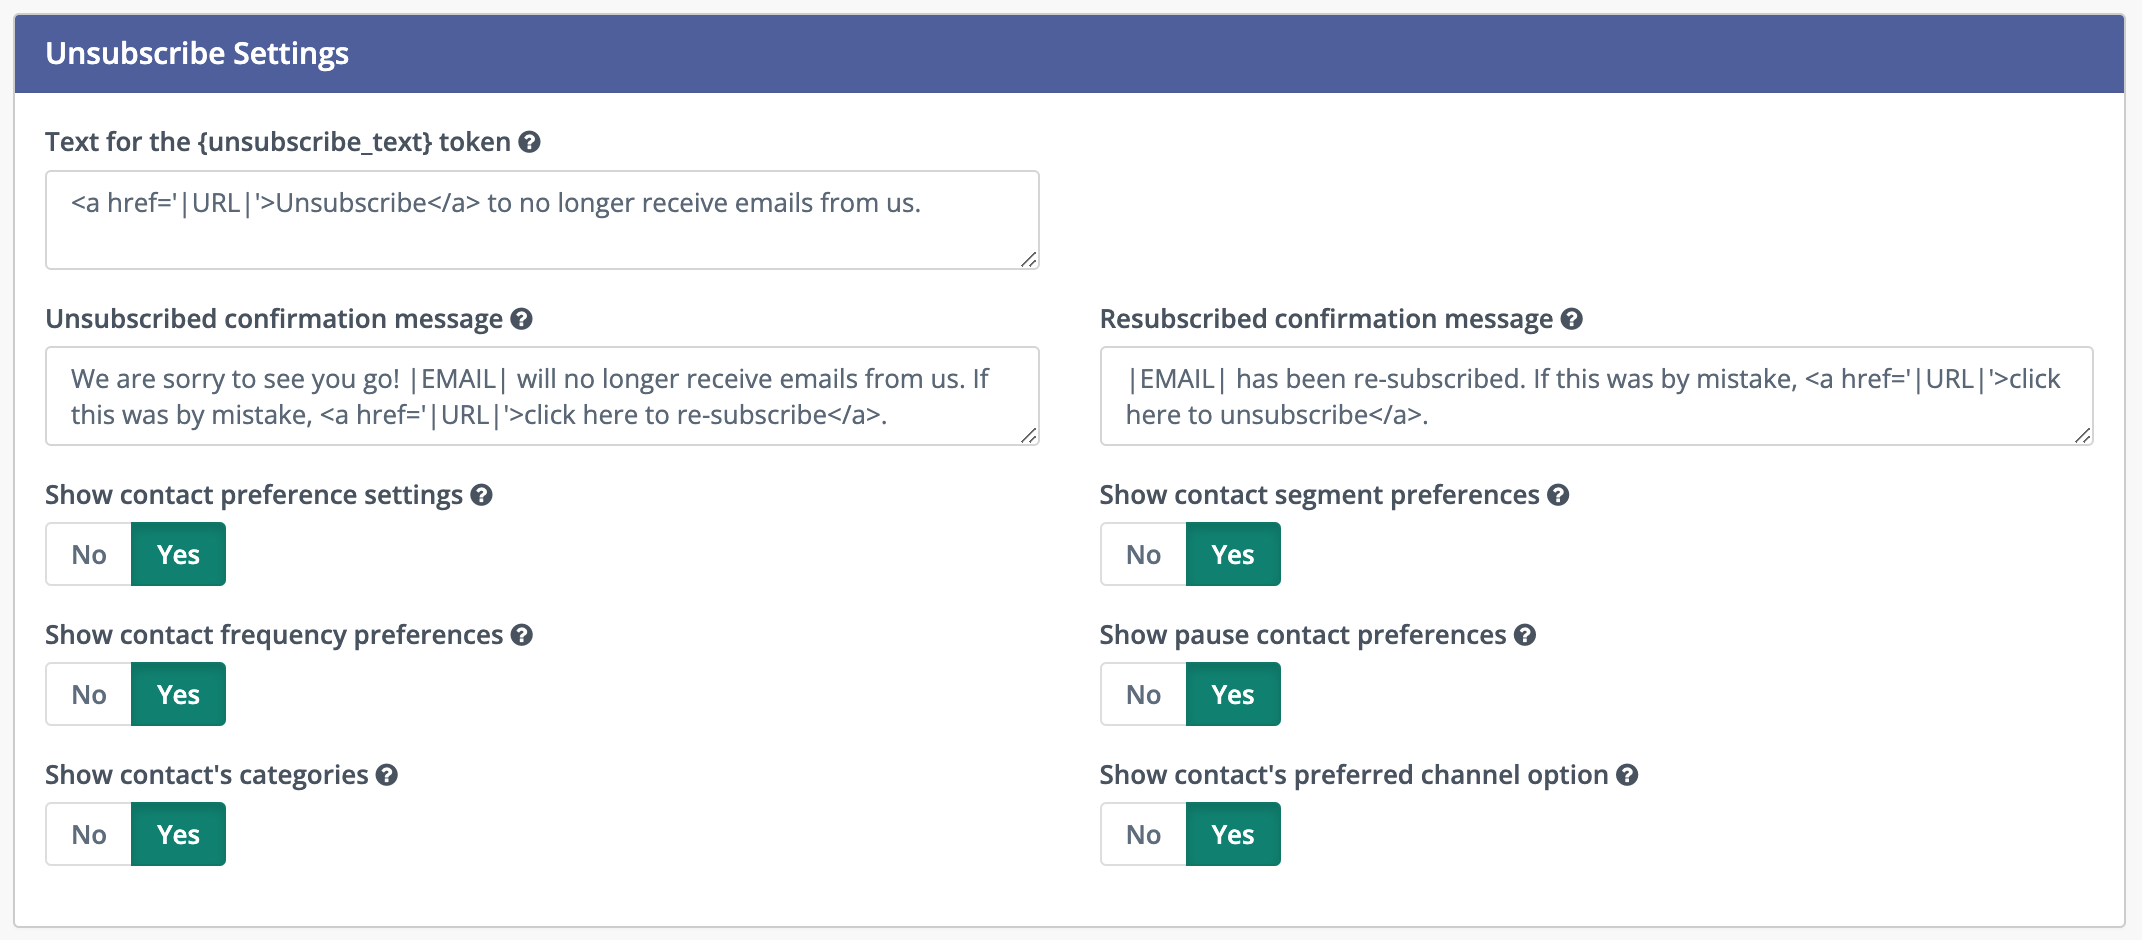 Unsubscribe Settings
Text for the {unsubscribe_text} token ?
<a href='|URL|'>Unsubscribe</a> to no longer receive emails from us.
Unsubscribed confirmation message ?
We are sorry to see you go! |EMAIL| will no longer receive emails from us. If
this was by mistake, <a href='|URL|'>click here to re-subscribe</a>.
Resubscribed confirmation message ?
|EMAIL| has been re-subscribed. If this was by mistake, <a href='|URL|'>click
here to unsubscribe</a>.
Show contact preference settings ?
No Yes
Show contact segment preferences ?
No Yes
Show contact frequency preferences ?
No Yes
Show pause contact preferences ?
No Yes
Show contact's categories ?
No Yes
Show contact's preferred channel option ?
No Yes